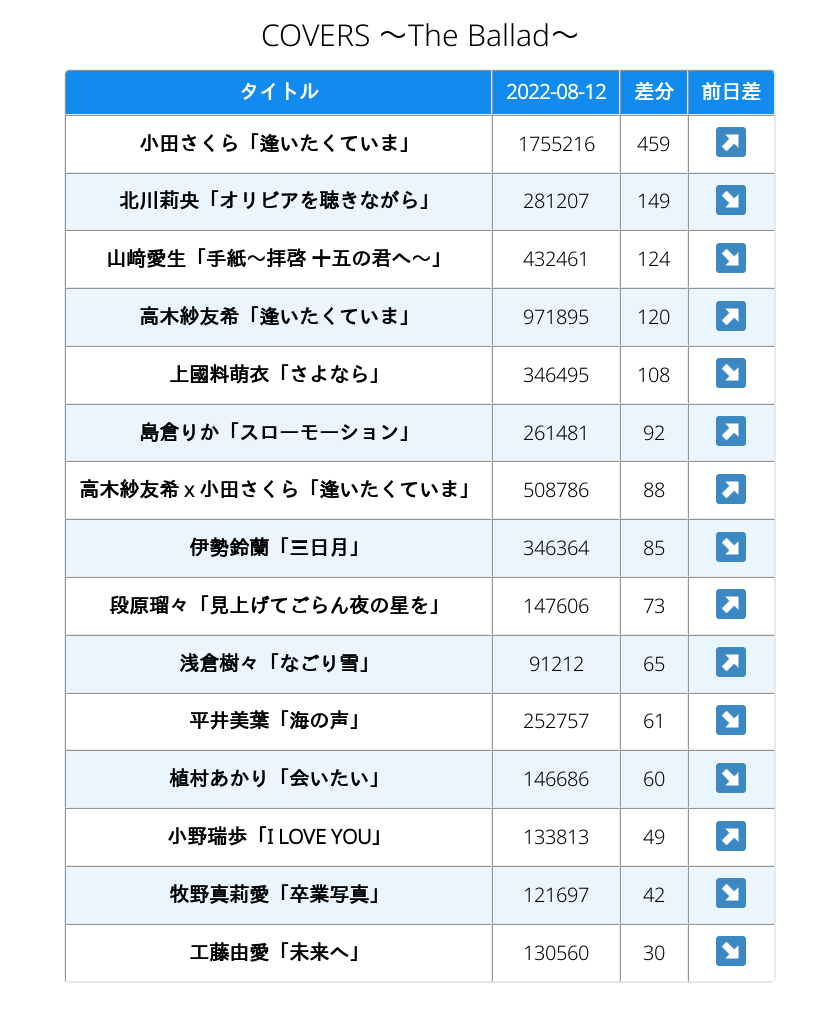 COVERS ～The Ballad～
タイトル 2022-08-12 差分 前日差
小田さくら「逢いたくていま」 1755216 459 ↗
北川莉央「オリビアを聴きながら」 281207 149 ↘
山﨑愛生「手紙～拝啓 十五の君へ～」 432461 124 ↘
高木紗友希「逢いたくていま」 971895 120 ↗
上國料萌衣「さよなら」 346495 108 ↘
島倉りか「スローモーション」 261481 92 ↗
高木紗友希 x 小田さくら「逢いたくていま」 508786 88 ↗
伊勢鈴蘭「三日月」 346364 85 ↘
段原瑠々「見上げてごらん夜の星を」 147606 73 ↗
浅倉樹々「なごり雪」 91212 65 ↗
平井美葉「海の声」 252757 61 ↘
植村あかり「会いたい」 146686 60 ↘
小野瑞歩「I LOVE YOU」 133813 49 ↗
牧野真莉愛「卒業写真」 121697 42 ↘
工藤由愛「未来へ」 130560 30 ↘